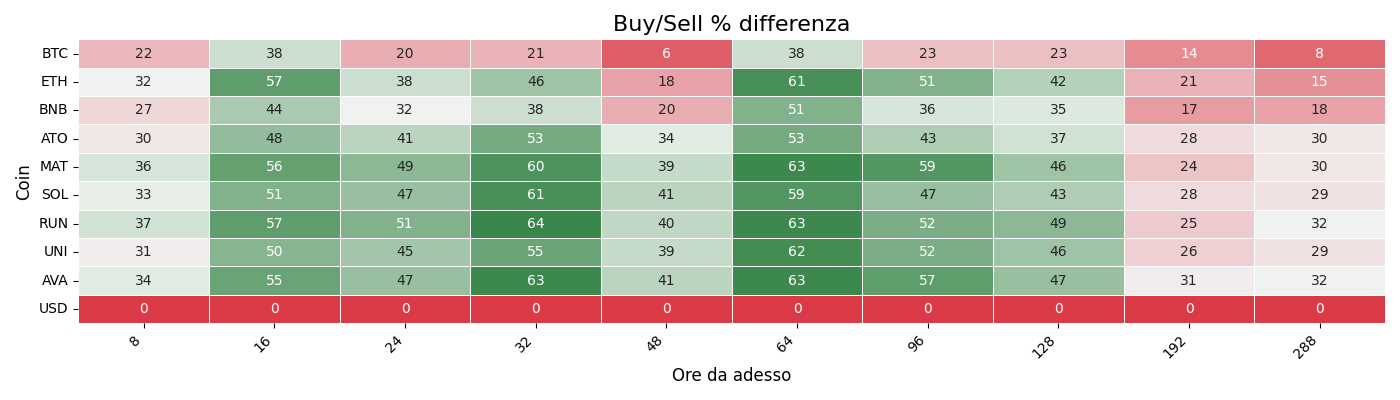 Buy/Sell % differenza
Coin
BTC 22 38 20 21 6 38 23 23 14 8
ETH 32 57 38 46 18 61 51 42 21 15
BNB 27 44 32 38 20 51 36 35 17 18
ATO 30 48 41 53 34 53 43 37 28 30
MAT 36 56 49 60 39 63 59 46 24 30
SOL 33 51 47 61 41 59 47 43 28 29
RUN 37 57 51 64 40 63 52 49 25 32
UNI 31 50 45 55 39 62 52 46 26 29
AVA 34 55 47 63 41 63 57 47 31 32
USD 0 0 0 0 0 0 0 0 0 0
8 16 24 32 48 64 96 128 192 288
Ore da adesso